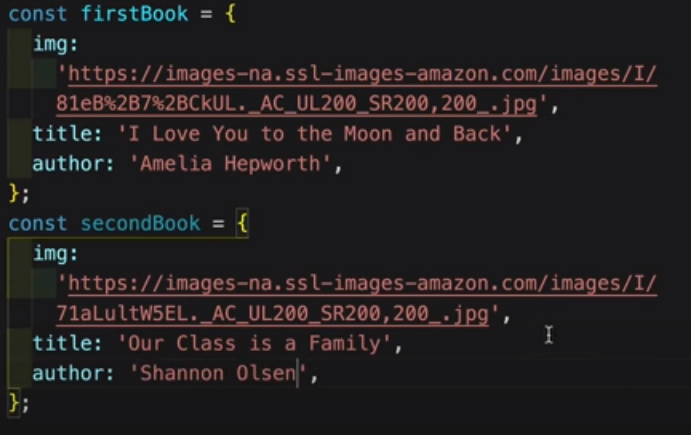 const firstBook = {
img:
'https://images-na.ssl-images-amazon.com/images/I/
81eB%2B7%2BCkUL._AC_UL200_SR200,200_.jpg',
title: 'I Love You to the Moon and Back',
author: 'Amelia Hepworth',
};
const secondBook = {
img:
'https://images-na.ssl-images-amazon.com/images/I/
71aLultW5EL._AC_UL200_SR200,200_.jpg',
title: 'Our Class is a Family',
author: 'Shannon Olsen',
};